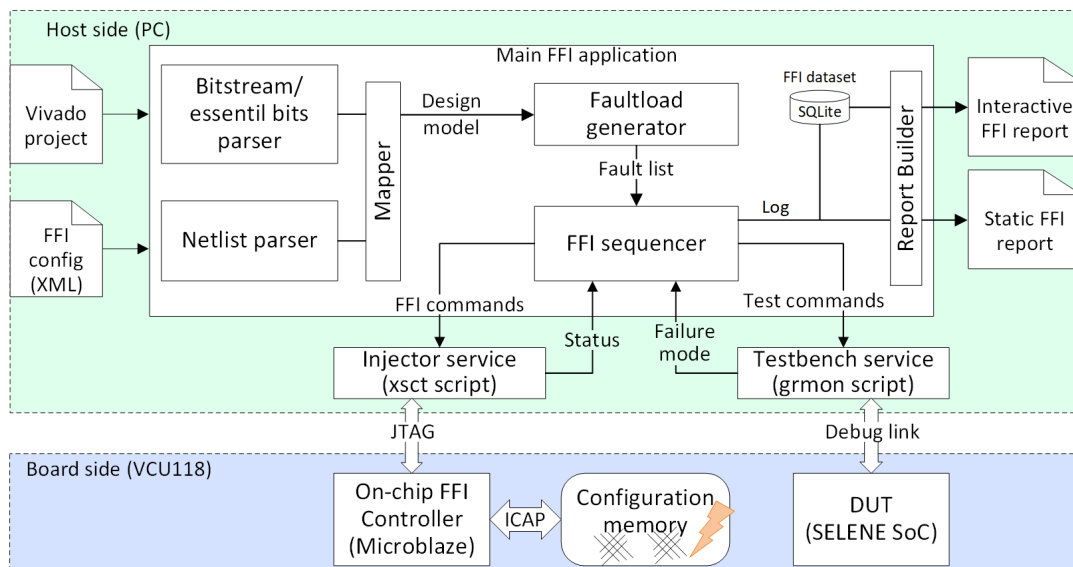 Host side (PC)
Main FFI application
Vivado
project
FFI
config
(XML)
Bitstream/
essentil bits
parser
Netlist parser
Mapper
Design
model
Faultload
generator
Fault list
FFI sequencer
FFI dataset
SQLite
Log
Report Builder
Interactive
FFI report
Static FFI
report
FFI commands
Status
Failure
mode
Test commands
Injector service
(xsct script)
Testbench service
(grmon script)
JTAG
Debug link
Board side (VCU118)
On-chip FFI
Controller
(Microblaze)
ICAP
Configuration
memory
DUT
(SELENE SoC)